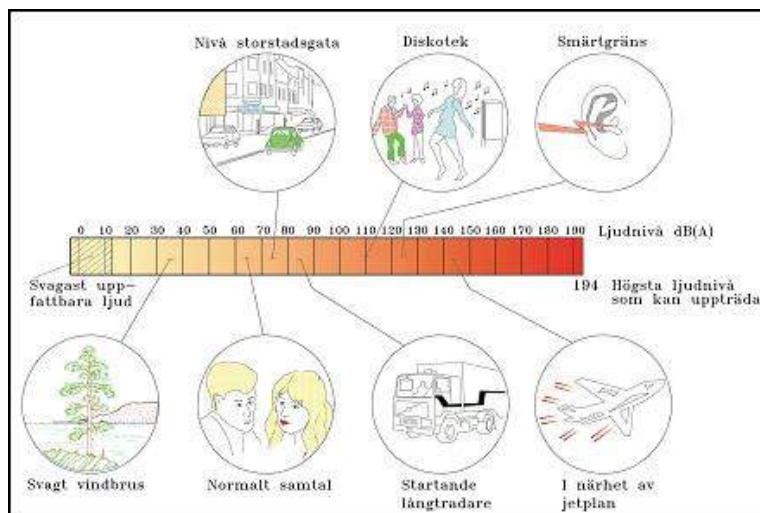 Nivå storstadsgata
Diskotek
Smärtgräns
0 10 20 30 40 50 60 70 80 90 100 110 120 130 140 150 160 170 180 190
Ljudnivå dB(A)
Svagast upp-
fattbara ljud
194 Högsta ljudnivå
som kan uppträda
Svagt vindbrus
Normalt samtal
Startande
långtradare
I närhet av
jetplan